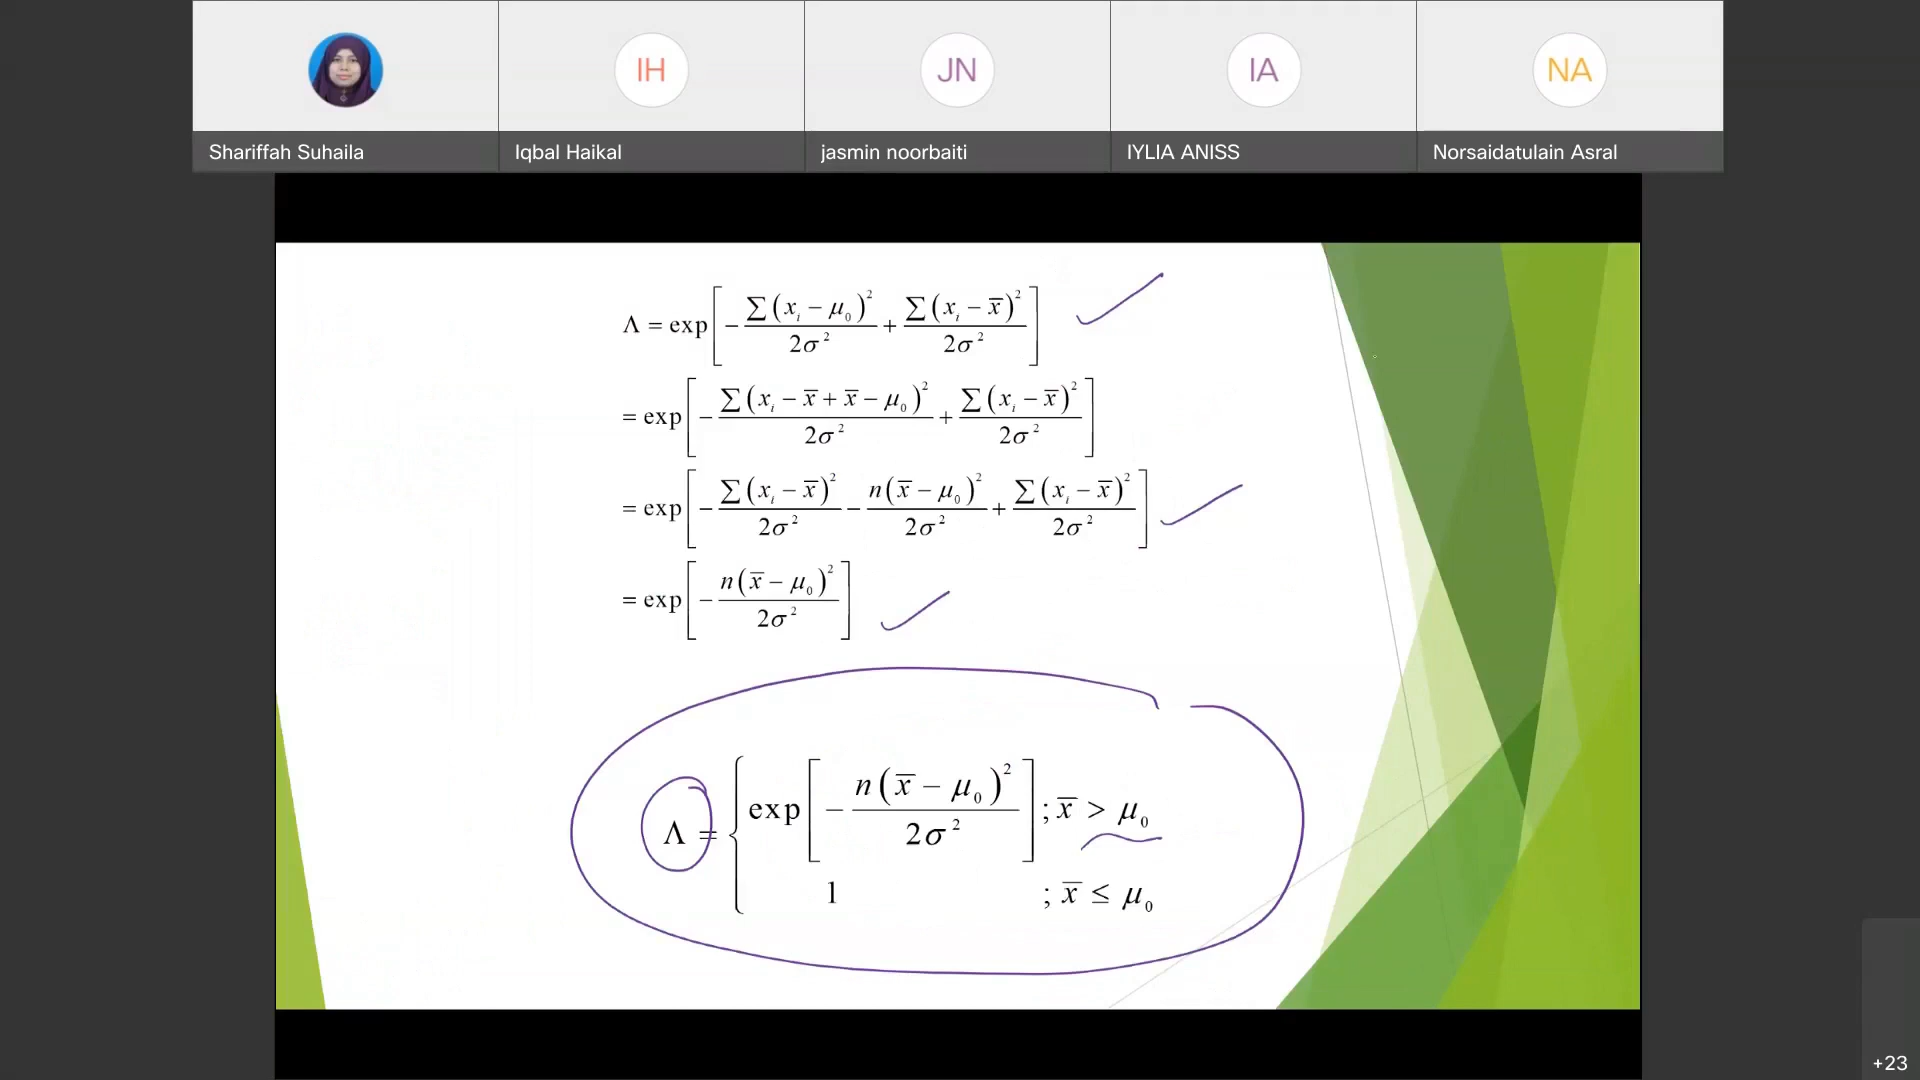 IH
JN
IA
NA
Shariffah Suhaila
Iqbal Haikal
jasmin noorbaiti
IYLIA ANISS
Norsaidatulain Asral
Λ = exp[ − ∑(xᵢ − μ₀)² / 2σ² + ∑(xᵢ − x̄)² / 2σ² ]
= exp[ − ∑(xᵢ − x̄ + x̄ − μ₀)² / 2σ² + ∑(xᵢ − x̄)² / 2σ² ]
= exp[ − ∑(xᵢ − x̄)² / 2σ² − n(x̄ − μ₀)² / 2σ² + ∑(xᵢ − x̄)² / 2σ² ]
= exp[ − n(x̄ − μ₀)² / 2σ² ]
Λ = { exp[ − n(x̄ − μ₀)² / 2σ² ] ; x̄ > μ₀
1 ; x̄ ≤ μ₀
+23